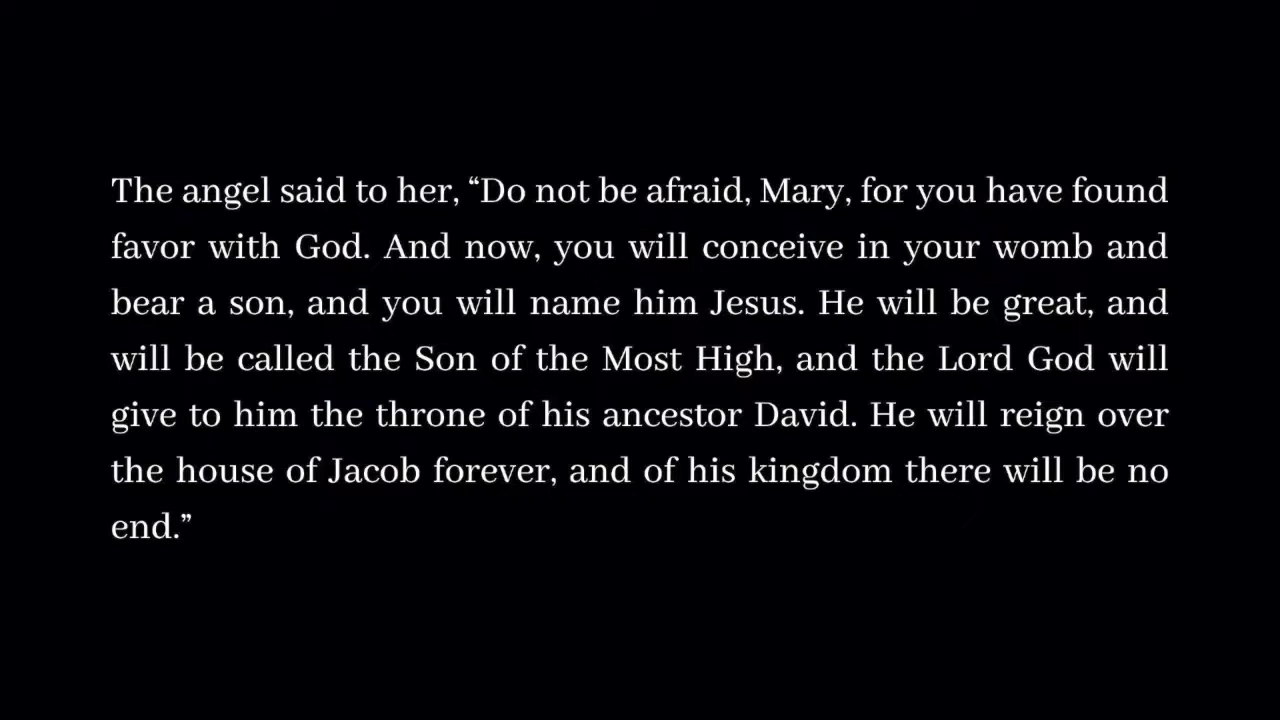 The angel said to her, “Do not be afraid, Mary, for you have found
favor with God. And now, you will conceive in your womb and
bear a son, and you will name him Jesus. He will be great, and
will be called the Son of the Most High, and the Lord God will
give to him the throne of his ancestor David. He will reign over
the house of Jacob forever, and of his kingdom there will be no
end.”